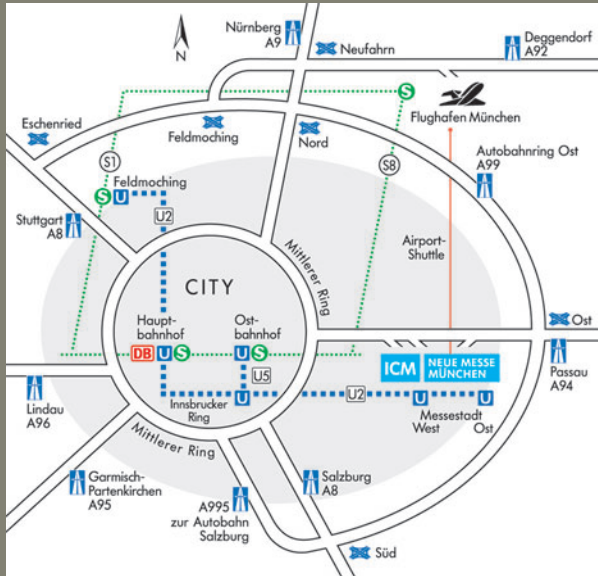 Nürnberg
A9
Deggendorf
A92
Neufahrn
N
S
Flughafen München
Eschenried
Feldmoching
Nord
S1
S8
Autobahnring Ost
A99
Feldmoching
S U
Stuttgart
A8
U2
Mittlerer Ring
Airport-
Shuttle
CITY
Haupt-
bahnhof
Ost-
bahnhof
Ost
DB U S
U S
ICM
NEUE MESSE
MÜNCHEN
Passau
A94
U5
Innsbrucker
Ring
U
U2
U
U
Messestadt
West
Ost
Lindau
A96
Mittlerer Ring
Garmisch-
Partenkirchen
A95
Salzburg
A8
A995
zur Autobahn
Salzburg
Süd